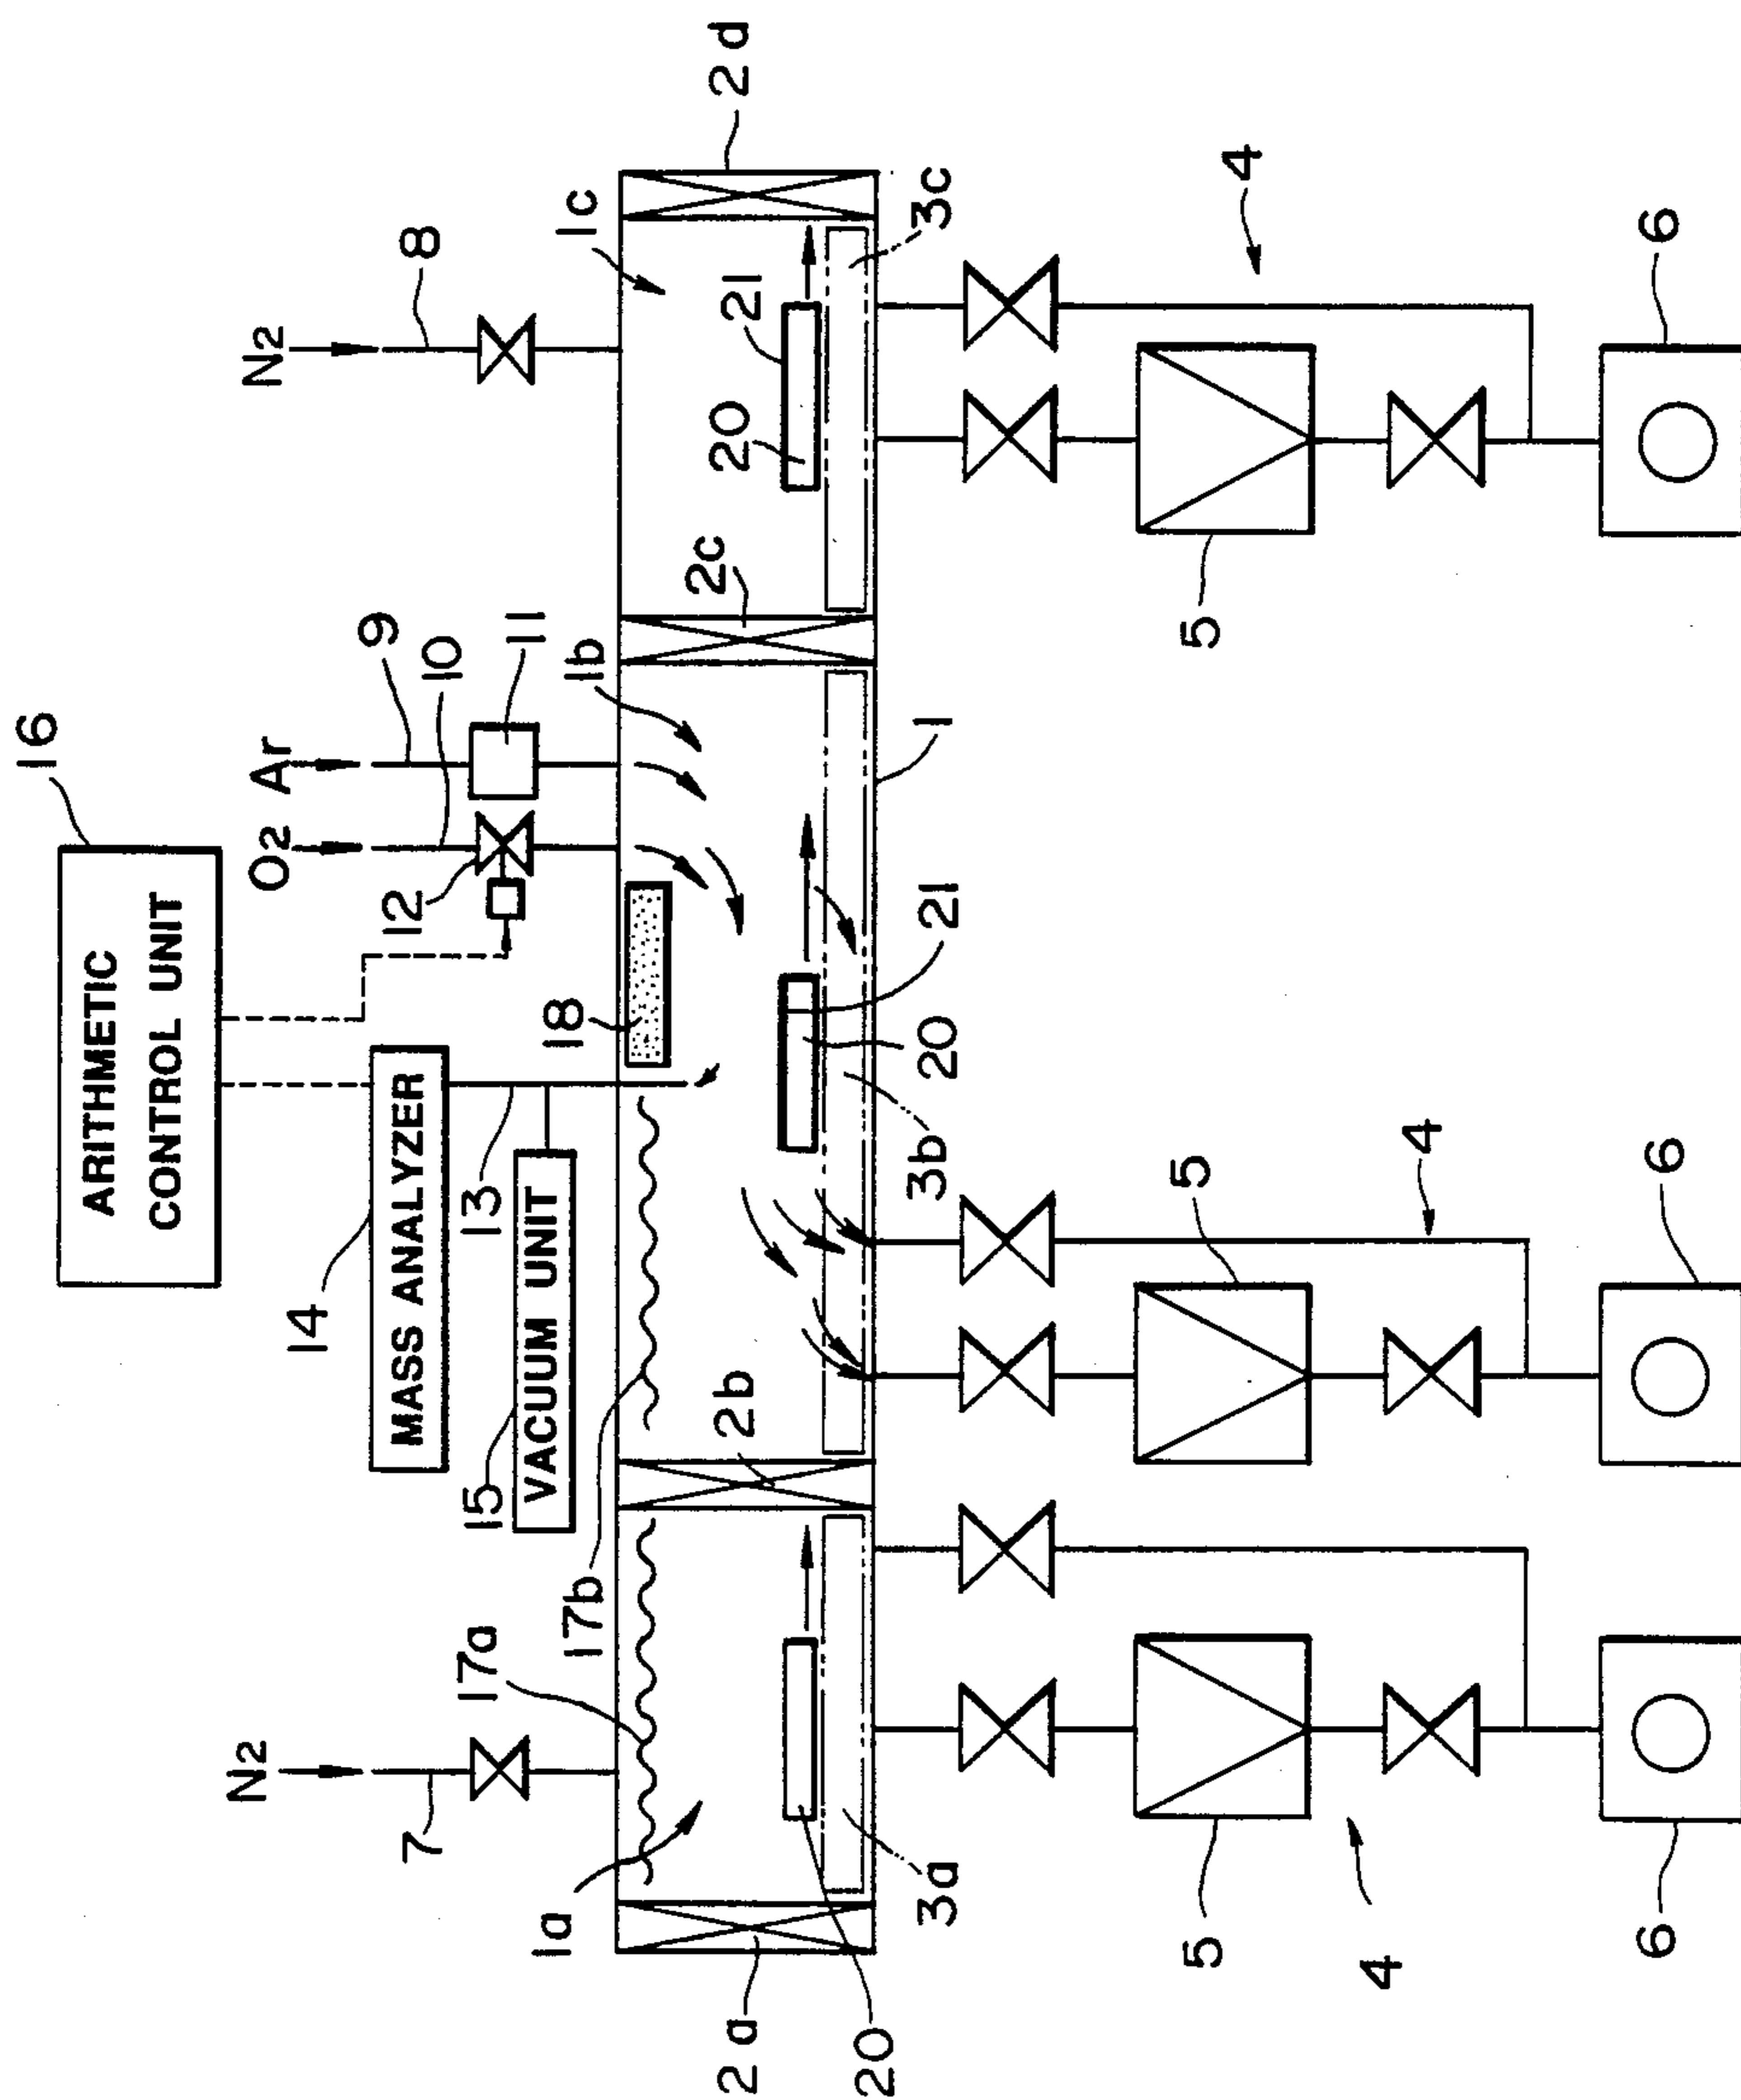 16
ARITHMETIC
CONTROL UNIT
N2
O2
Ar
N2
14
MASS ANALYZER
12
9
8
7
10
17a
15
13
11
VACUUM UNIT
1a
17b
18
1b
1c
2a
2b
2c
20
21
2d
20
3a
3b
20
21
1
3c
5
5
5
4
4
4
6
6
6